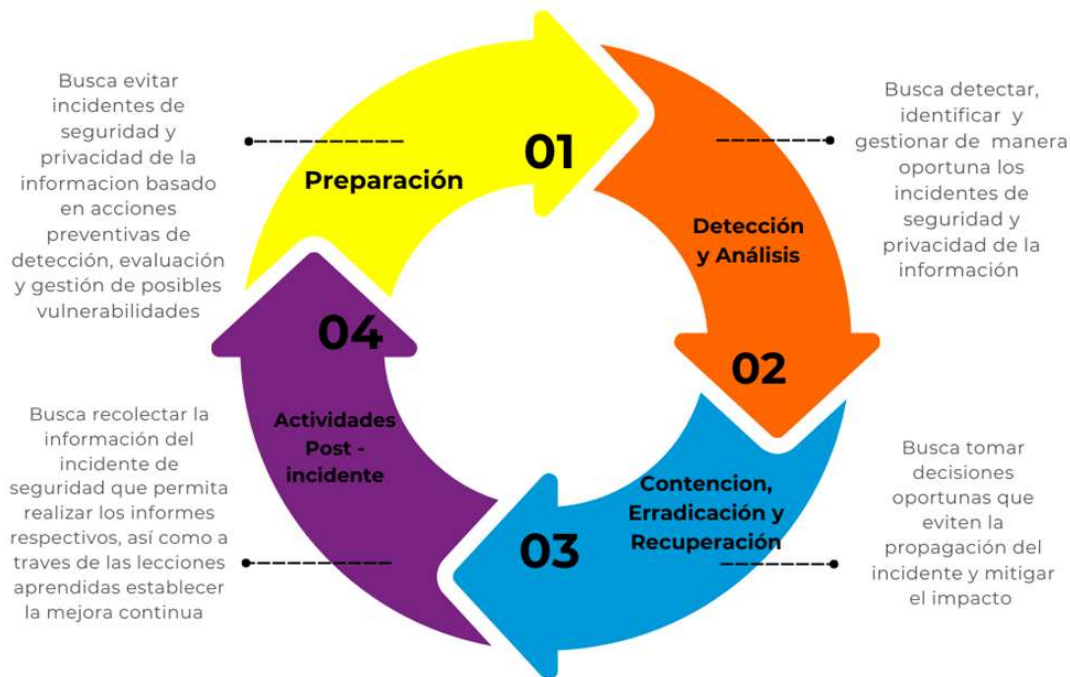 Busca evitar
incidentes de
seguridad y
privacidad de la
informacion basado
en acciones
preventivas de
detección, evaluación
y gestión de posibles
vulnerabilidades
01
Preparación
Busca detectar,
identificar y
gestionar de manera
oportuna los
incidentes de
seguridad y
privacidad de la
información
Detección
y Análisis
02
Busca tomar
decisiones
oportunas que
eviten la
propagación del
incidente y mitigar
el impacto
Contencion,
Erradicación y
Recuperación
03
04
Actividades
Post -
incidente
Busca recolectar la
información del
incidente de
seguridad que permita
realizar los informes
respectivos, así como a
traves de las lecciones
aprendidas establecer
la mejora continua